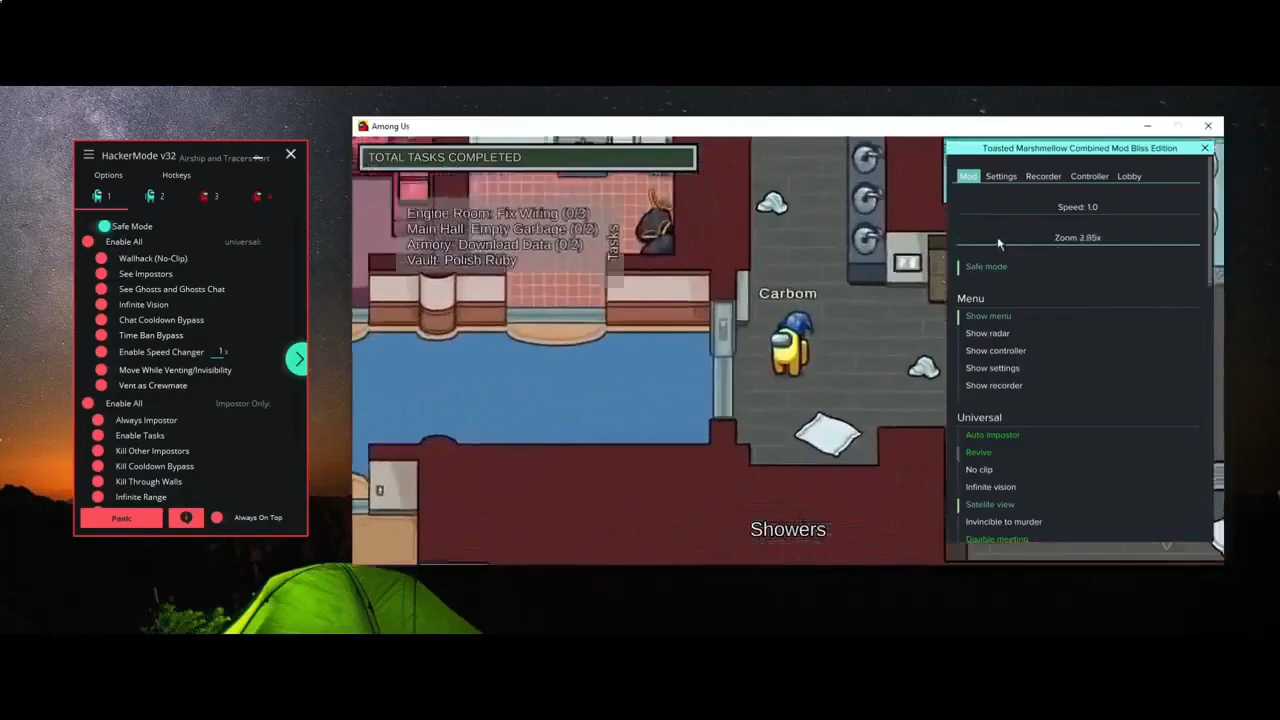 HackerMode v32 Airship and Tracers
Options Hotkeys
1 2 3 4
Safe Mode
Enable All universal:
Wallhack (No-Clip)
See Impostors
See Ghosts and Ghosts Chat
Infinite Vision
Chat Cooldown Bypass
Time Ban Bypass
Enable Speed Changer 1 x
Move While Venting/Invisibility
Vent as Crewmate
Enable All Impostor Only:
Always Impostor
Enable Tasks
Kill Other Impostors
Kill Cooldown Bypass
Kill Through Walls
Infinite Range
Panic Always On Top
Among Us
TOTAL TASKS COMPLETED
Engine Room: Fix Wiring (0/3)
Main Hall: Empty Garbage (0/2)
Armory: Download Data (0/2)
Vault: Polish Ruby
Tasks
Carbom
Showers
Toasted Marshmellow Combined Mod Bliss Edition
Mod Settings Recorder Controller Lobby
Speed: 1.0
Zoom
Safe mode
Menu
Show menu
Show radar
Show controller
Show settings
Show recorder
Universal
Auto Impostor
Revive
No clip
Infinite vision
Satelite view
Invincible to murder
Disable meeting